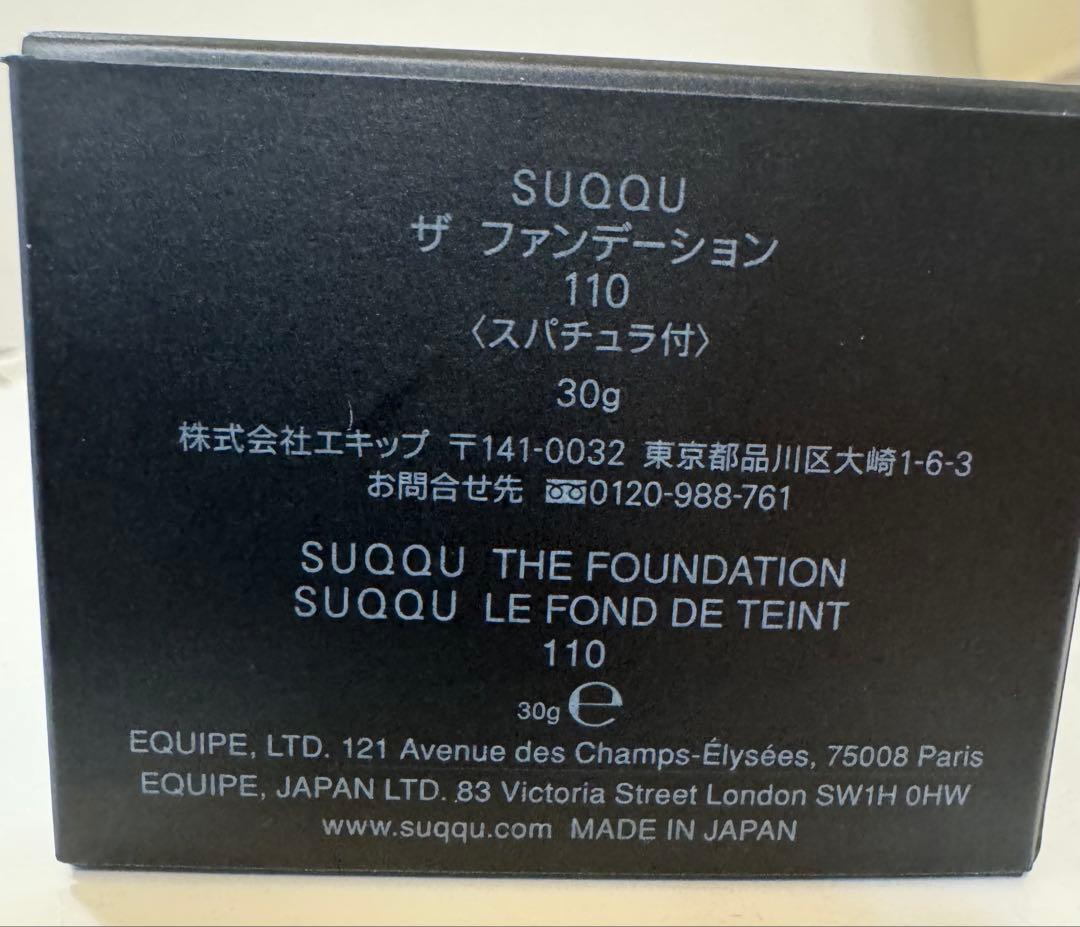 SUQQU
ザ ファンデーション
110
〈スパチュラ付〉
30g
株式会社エキップ 〒141-0032 東京都品川区大崎1-6-3
お問合せ先 0120-988-761
SUQQU THE FOUNDATION
SUQQU LE FOND DE TEINT
110
30g ℮
EQUIPE, LTD. 121 Avenue des Champs-Élysées, 75008 Paris
EQUIPE, JAPAN LTD. 83 Victoria Street London SW1H 0HW
www.suqqu.com MADE IN JAPAN